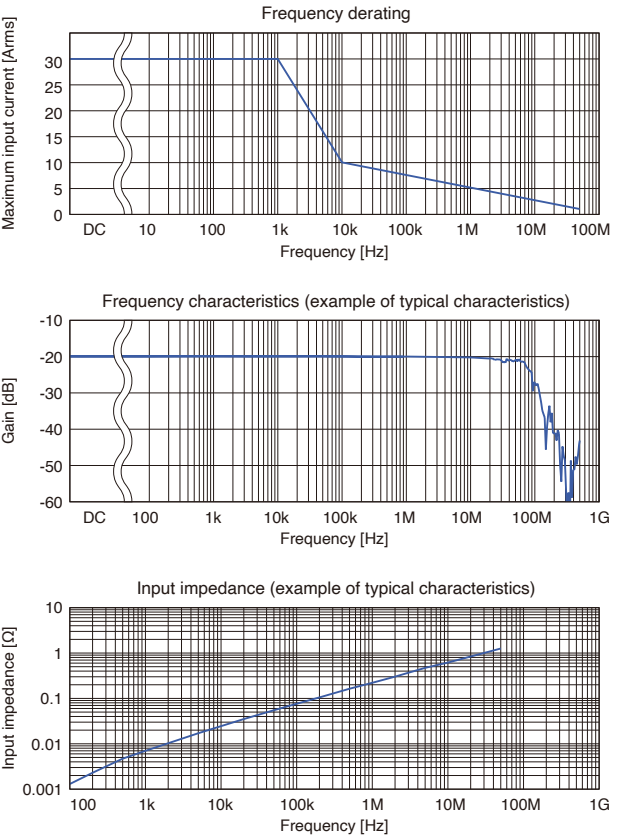 Frequency derating
Maximum input current [Arms]
30
25
20
15
10
5
0
DC 10 100 1k 10k 100k 1M 10M 100M
Frequency [Hz]
Frequency characteristics (example of typical characteristics)
Gain [dB]
-10
-20
-30
-40
-50
-60
DC 100 1k 10k 100k 1M 10M 100M 1G
Frequency [Hz]
Input impedance (example of typical characteristics)
Input impedance [Ω]
10
1
0.1
0.01
0.001
100 1k 10k 100k 1M 10M 100M 1G
Frequency [Hz]